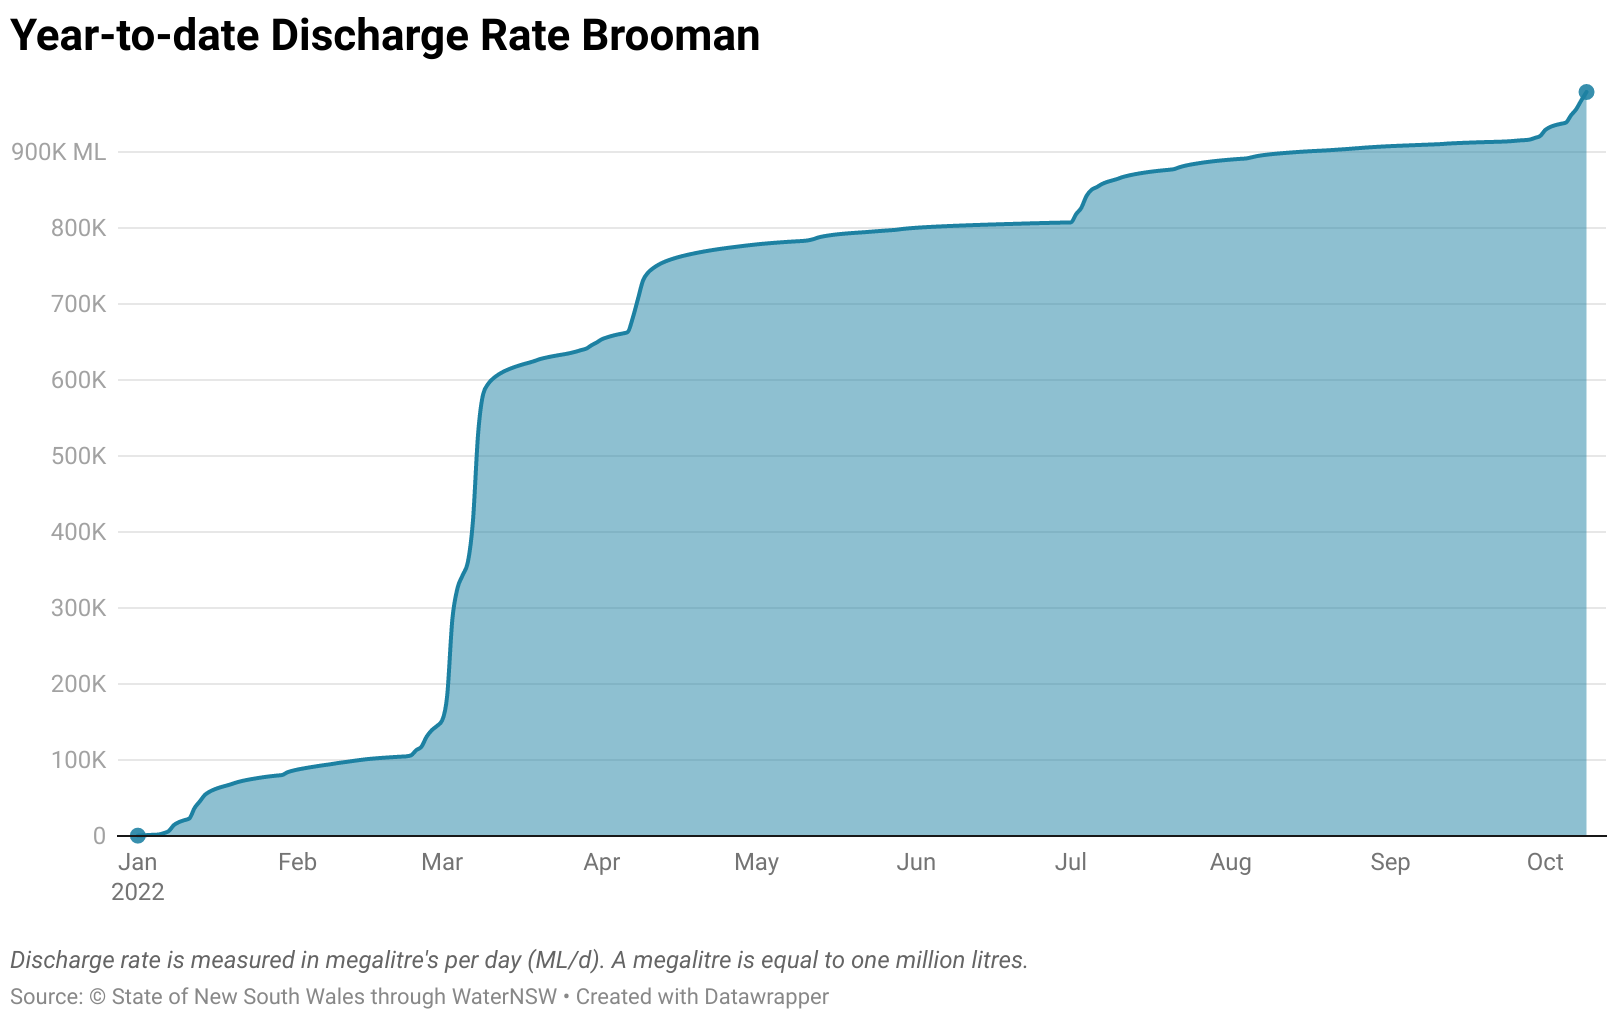 Year-to-date Discharge Rate Brooman
900K ML
800K
700K
600K
500K
400K
300K
200K
100K
0
Jan Feb Mar Apr May Jun Jul Aug Sep Oct
2022
Discharge rate is measured in megalitre's per day (ML/d). A megalitre is equal to one million litres.
Source: © State of New South Wales through WaterNSW • Created with Datawrapper